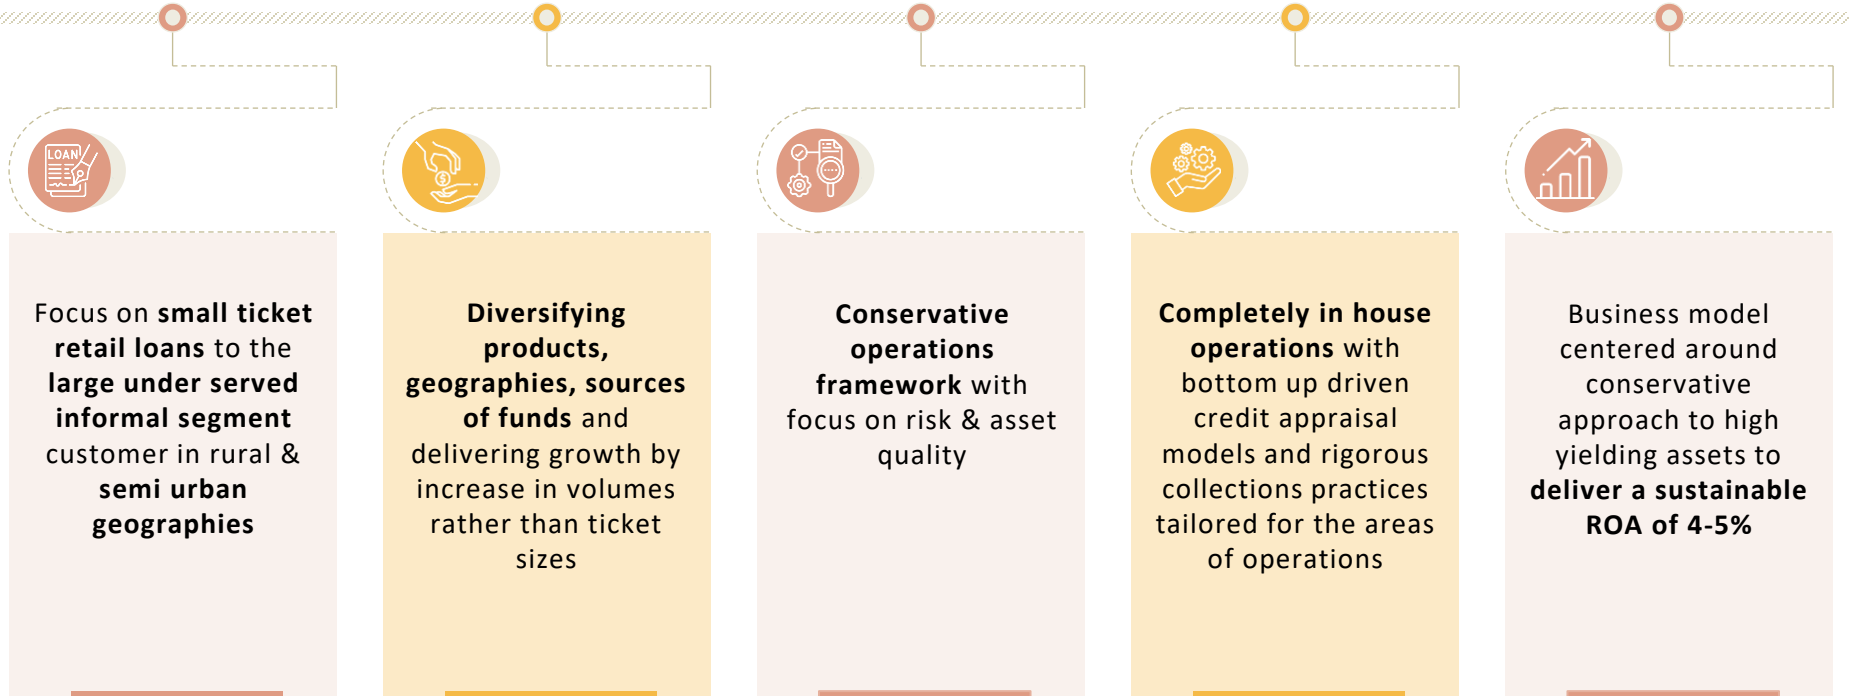 LOAN
Focus on small ticket
retail loans to the
large under served
informal segment
customer in rural &
semi urban
geographies
Diversifying
products,
geographies, sources
of funds and
delivering growth by
increase in volumes
rather than ticket
sizes
Conservative
operations
framework with
focus on risk & asset
quality
Completely in house
operations with
bottom up driven
credit appraisal
models and rigorous
collections practices
tailored for the areas
of operations
Business model
centered around
conservative
approach to high
yielding assets to
deliver a sustainable
ROA of 4-5%